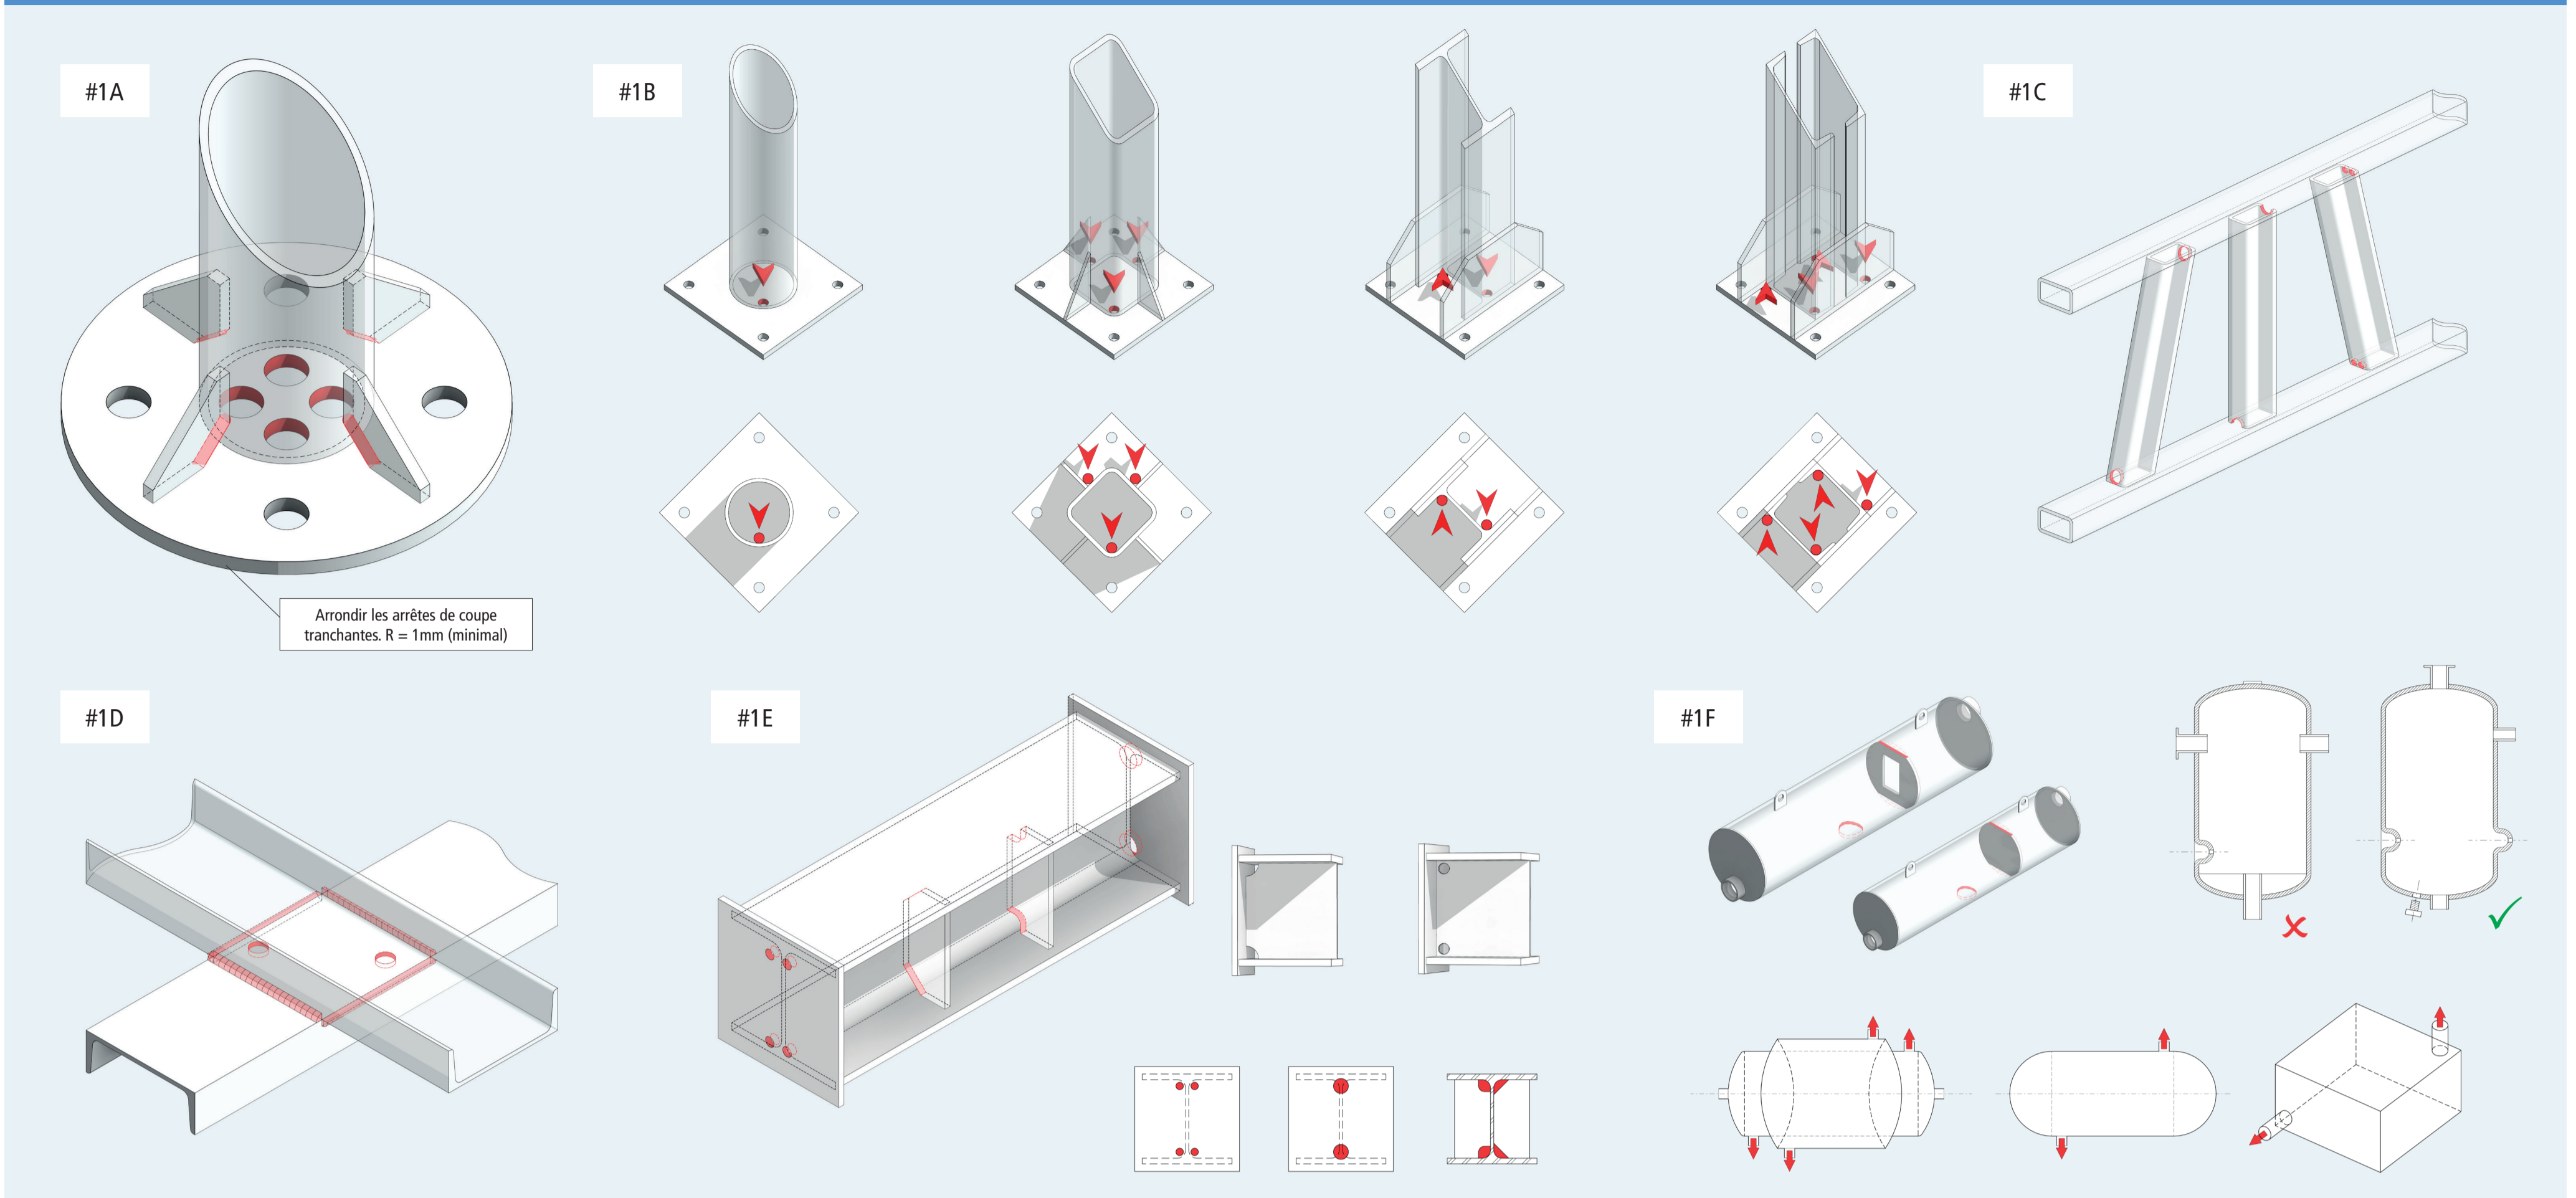 #1A
#1B
#1C
Arrondir les arrêtes de coupe
tranchantes. R = 1mm (minimal)
#1D
#1E
#1F